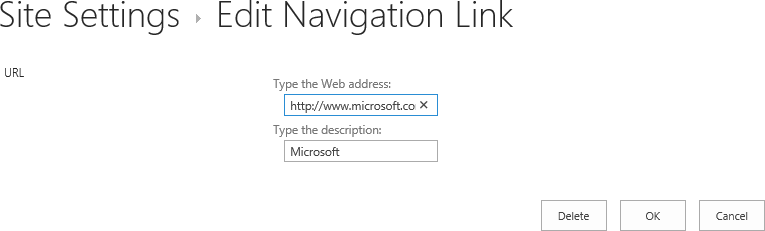 Site Settings ▸ Edit Navigation Link
URL
Type the Web address:
http://www.microsoft.co
Type the description:
Microsoft
Delete OK Cancel